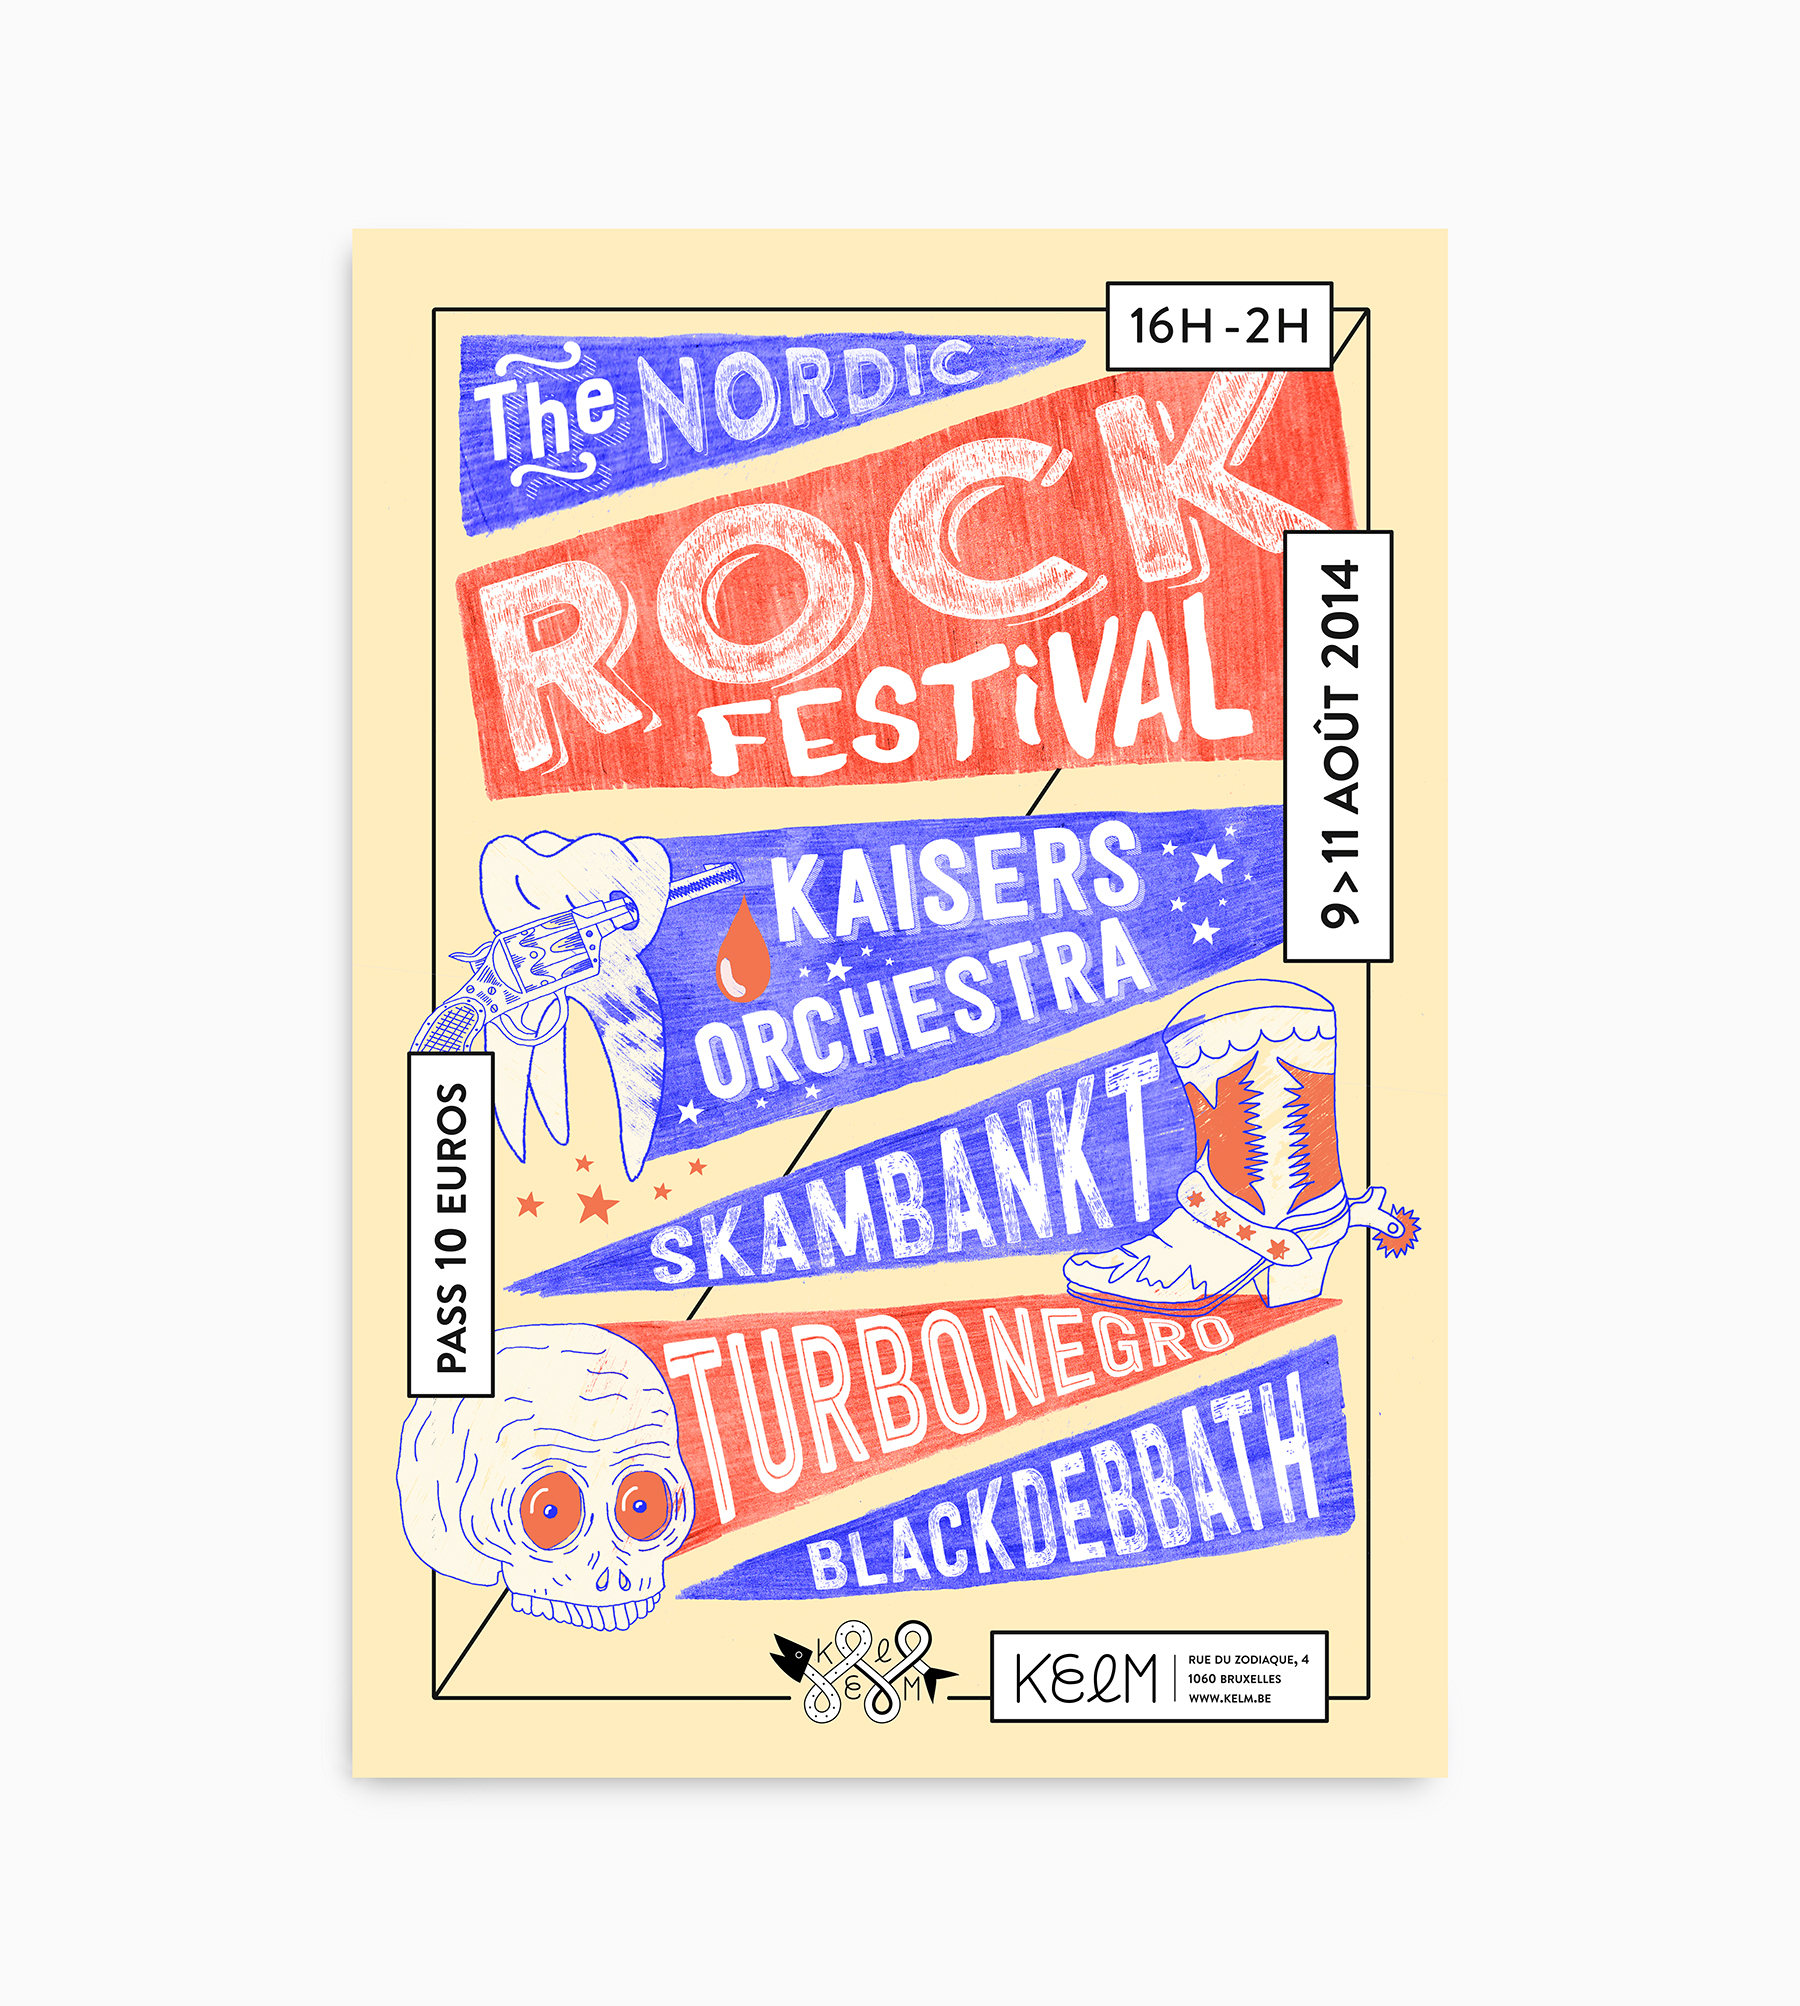 16H - 2H
The NORDIC
ROCK
FESTiVAL
9 > 11 AOÛT 2014
KAISERS
ORCHESTRA
SKAMBANKT
PASS 10 EUROS
TURBONEGRO
BLACKDEBBATH
K E l M
KElM
RUE DU ZODIAQUE, 4
1060 BRUXELLES
WWW.KELM.BE